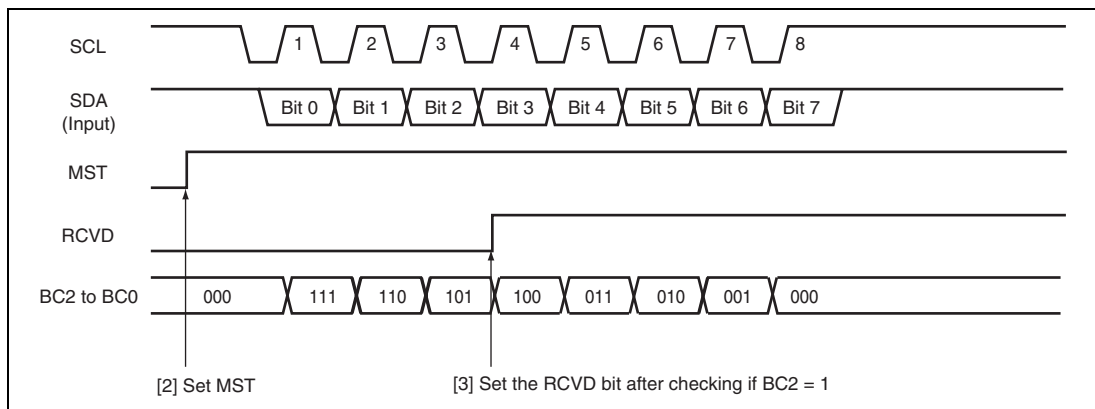 SCL 1 2 3 4 5 6 7 8
SDA
(Input) Bit 0 Bit 1 Bit 2 Bit 3 Bit 4 Bit 5 Bit 6 Bit 7
MST
RCVD
BC2 to BC0 000 111 110 101 100 011 010 001 000
[2] Set MST [3] Set the RCVD bit after checking if BC2 = 1